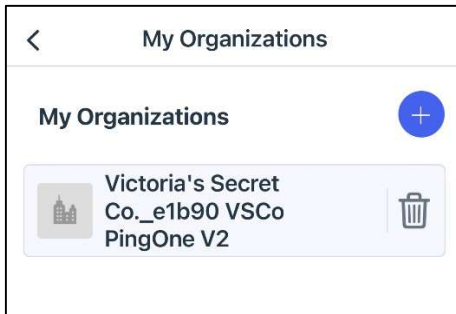 My Organizations
My Organizations
Victoria's Secret
Co._e1b90 VSCo
PingOne V2